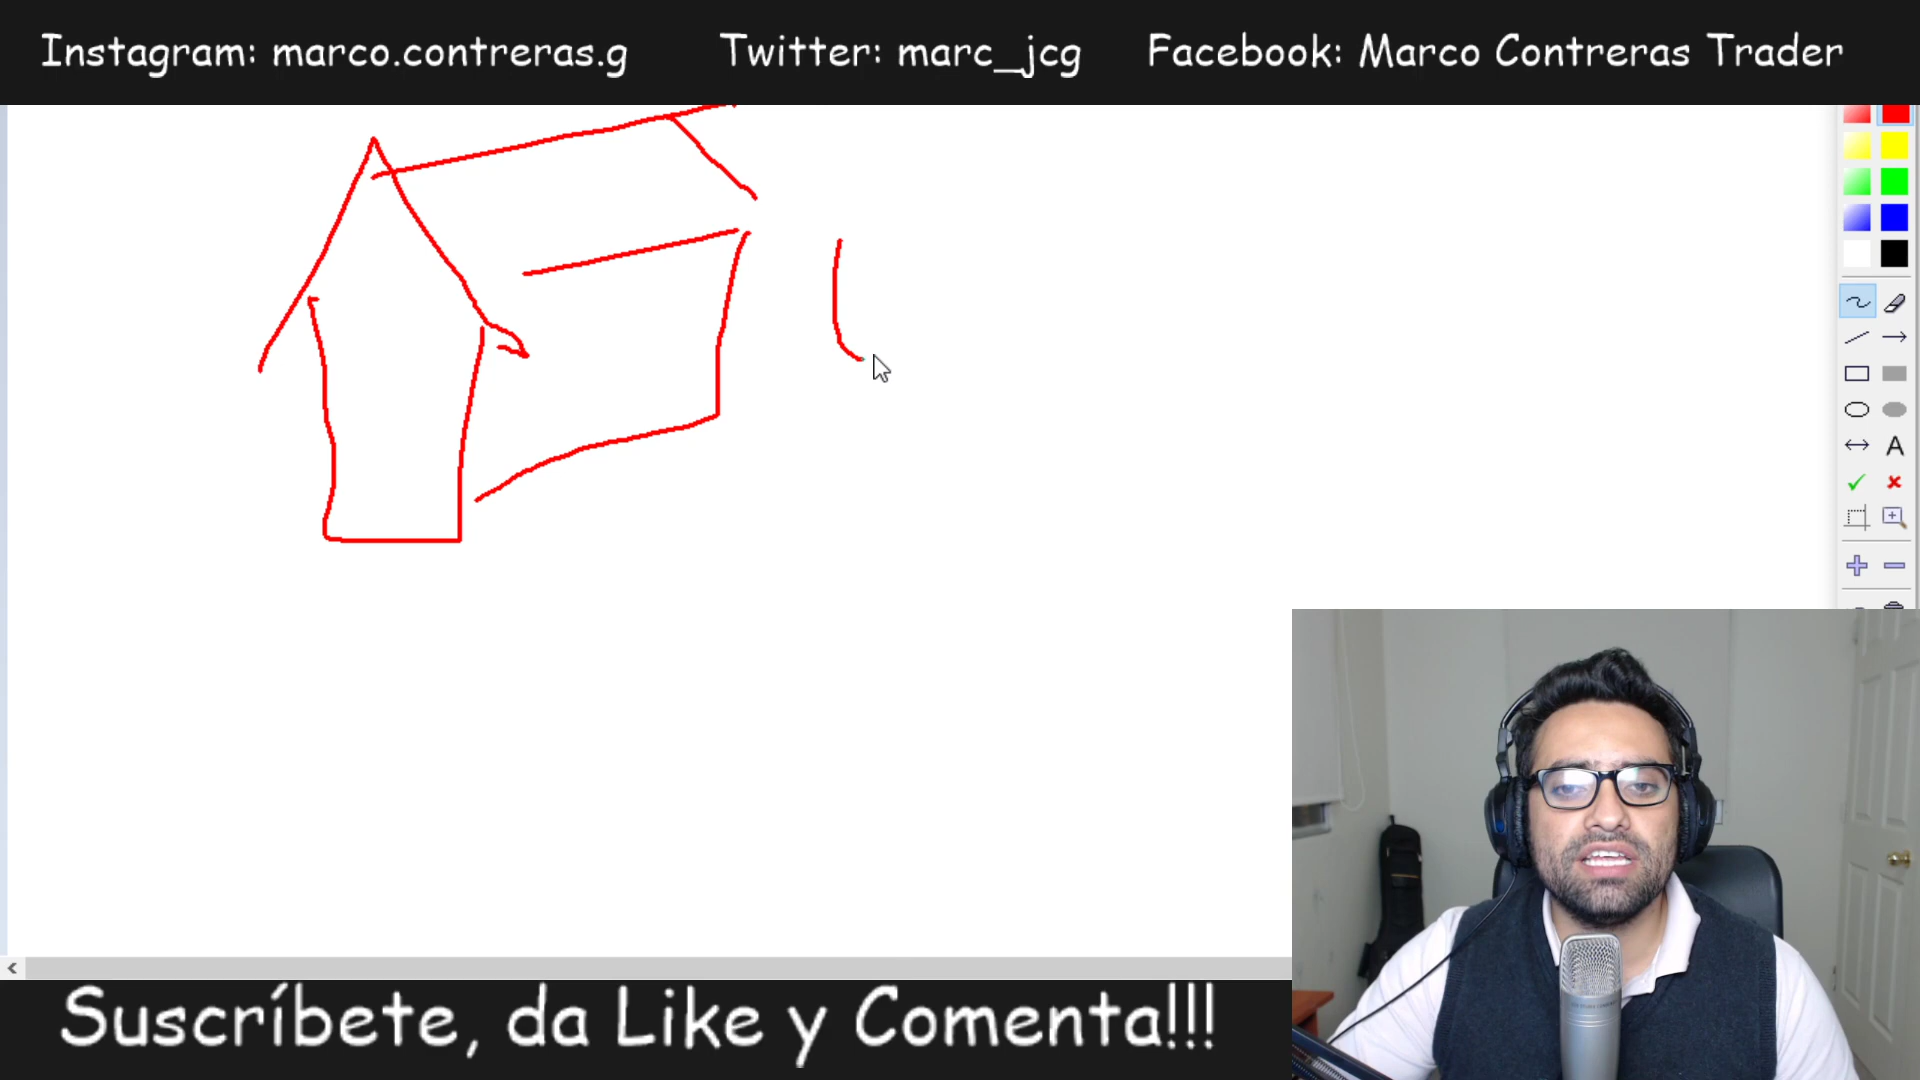 Instagram: marco.contreras.g Twitter: marc_jcg Facebook: Marco Contreras Trader
A
Suscríbete, da Like y Comenta!!!